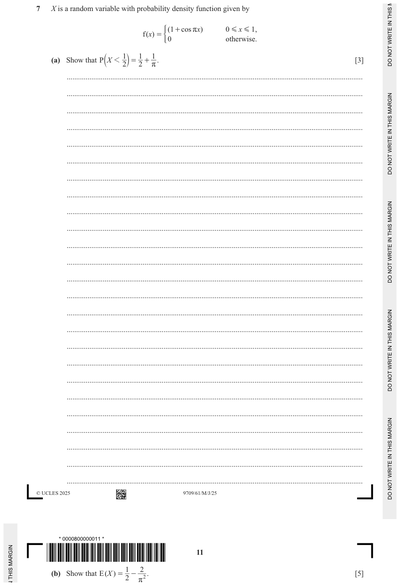 7 X is a random variable with probability density function given by
f(x) = { (1 + cos πx) 0 ⩽ x ⩽ 1,
0 otherwise.
(a) Show that P(X < 1/2) = 1/2 + 1/π. [3]
© UCLES 2025 9709/61/M/J/25
* 0000800000011 *
11
(b) Show that E(X) = 1/2 − 2/π². [5]
DO NOT WRITE IN THIS M
DO NOT WRITE IN THIS MARGIN
DO NOT WRITE IN THIS MARGIN
DO NOT WRITE IN THIS MARGIN
DO NOT WRITE IN THIS MARGIN
THIS MARGIN